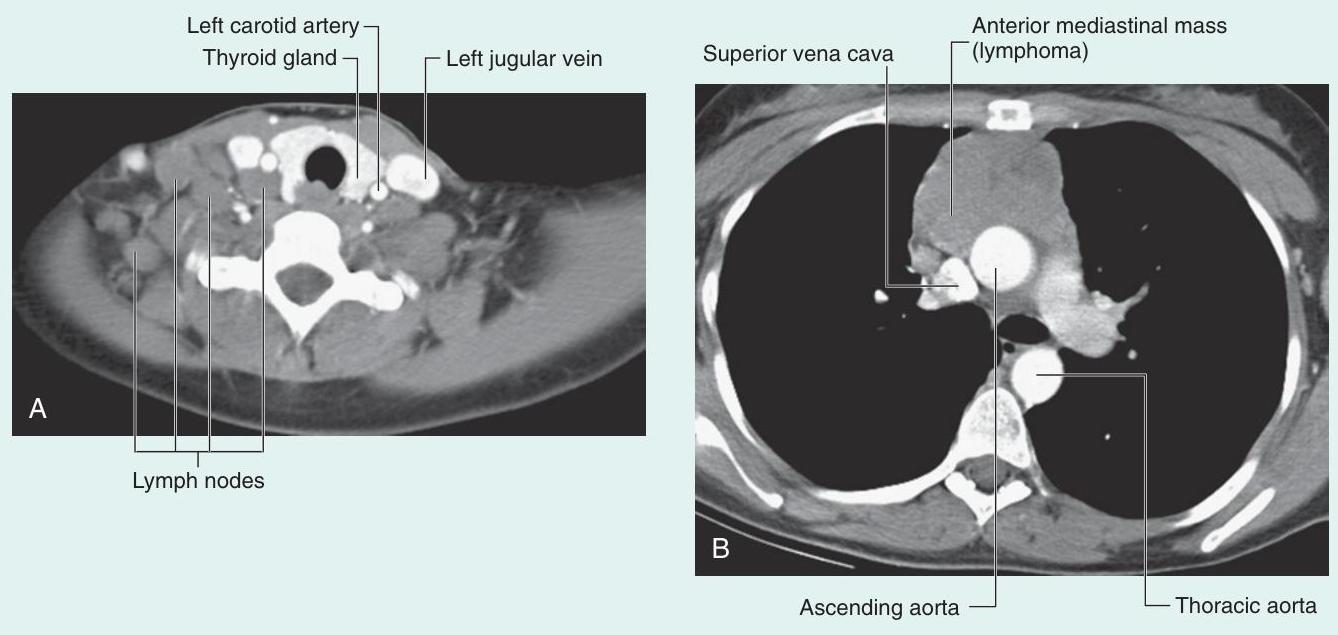 Left carotid artery
Thyroid gland
Left jugular vein
A
Lymph nodes
Anterior mediastinal mass
(lymphoma)
Superior vena cava
B
Ascending aorta
Thoracic aorta